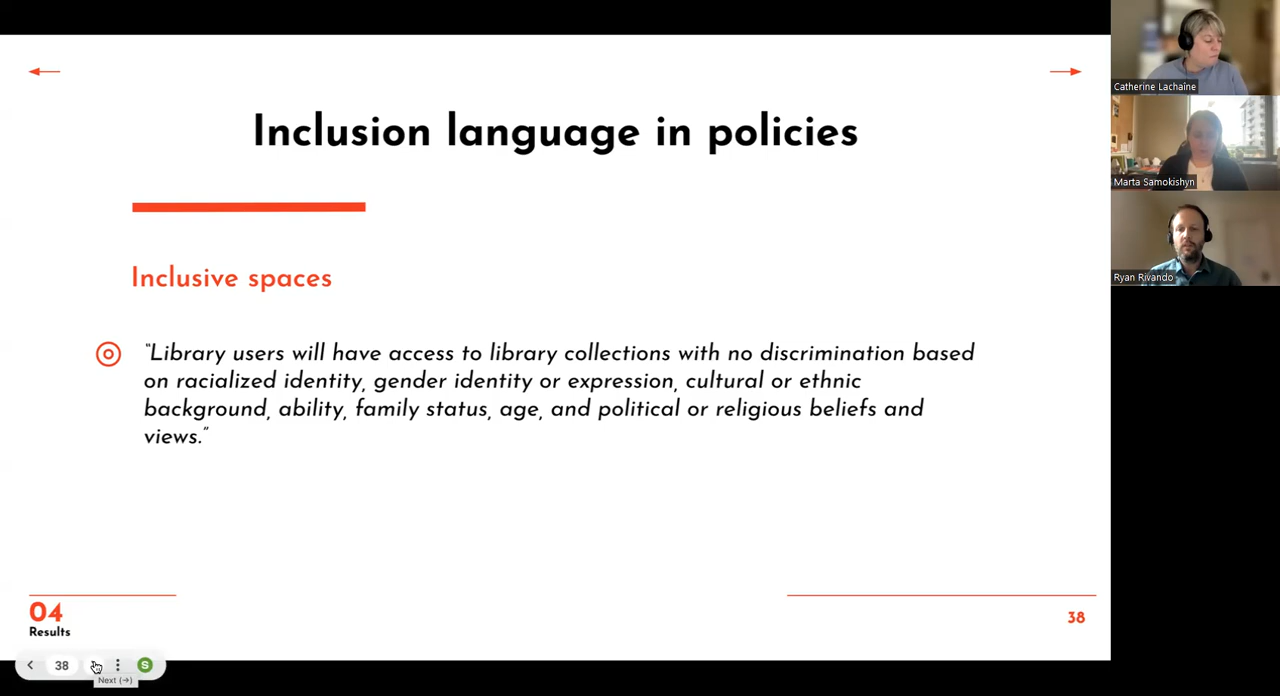 Inclusion language in policies
Inclusive spaces
“Library users will have access to library collections with no discrimination based
on racialized identity, gender identity or expression, cultural or ethnic
background, ability, family status, age, and political or religious beliefs and
views.”
04
Results
38
38
S
Next (→)
Catherine Lachaîne
Marta Samokishyn
Ryan Rivando